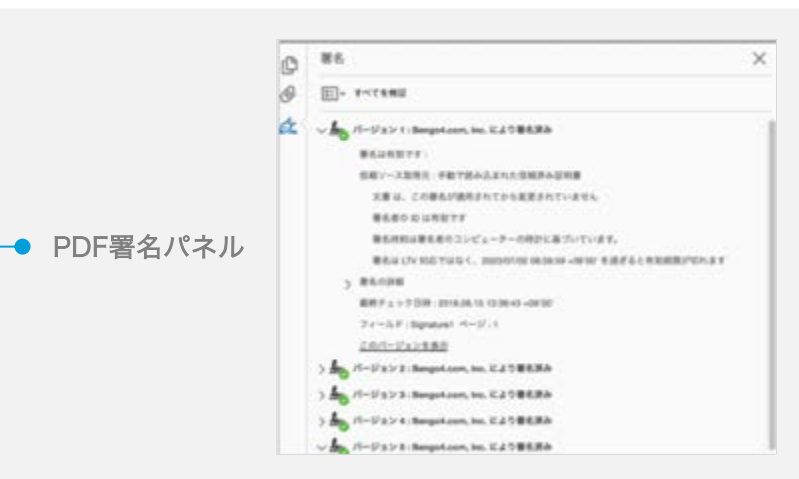 署名
すべてを検証
バージョン 1 : Bengo4.com, Inc. により署名済み
署名は有効です :
信頼ソース取得元 : 手動で読み込まれた信頼済み証明書
文書 は、この署名が適用されてから変更されていません
署名者の ID は有効です
署名時刻は署名者のコンピューターの時計に基づいています。
署名は LTV 対応ではなく、 +09'00' を過ぎると有効期限が切れます
署名の詳細
最終チェック日時 : +09'00'
フィールド : Signature1 ページ : 1
このバージョンを表示
バージョン 2 : Bengo4.com, Inc. により署名済み
バージョン 3 : Bengo4.com, Inc. により署名済み
バージョン 4 : Bengo4.com, Inc. により署名済み
バージョン 5 : Bengo4.com, Inc. により署名済み
PDF署名パネル